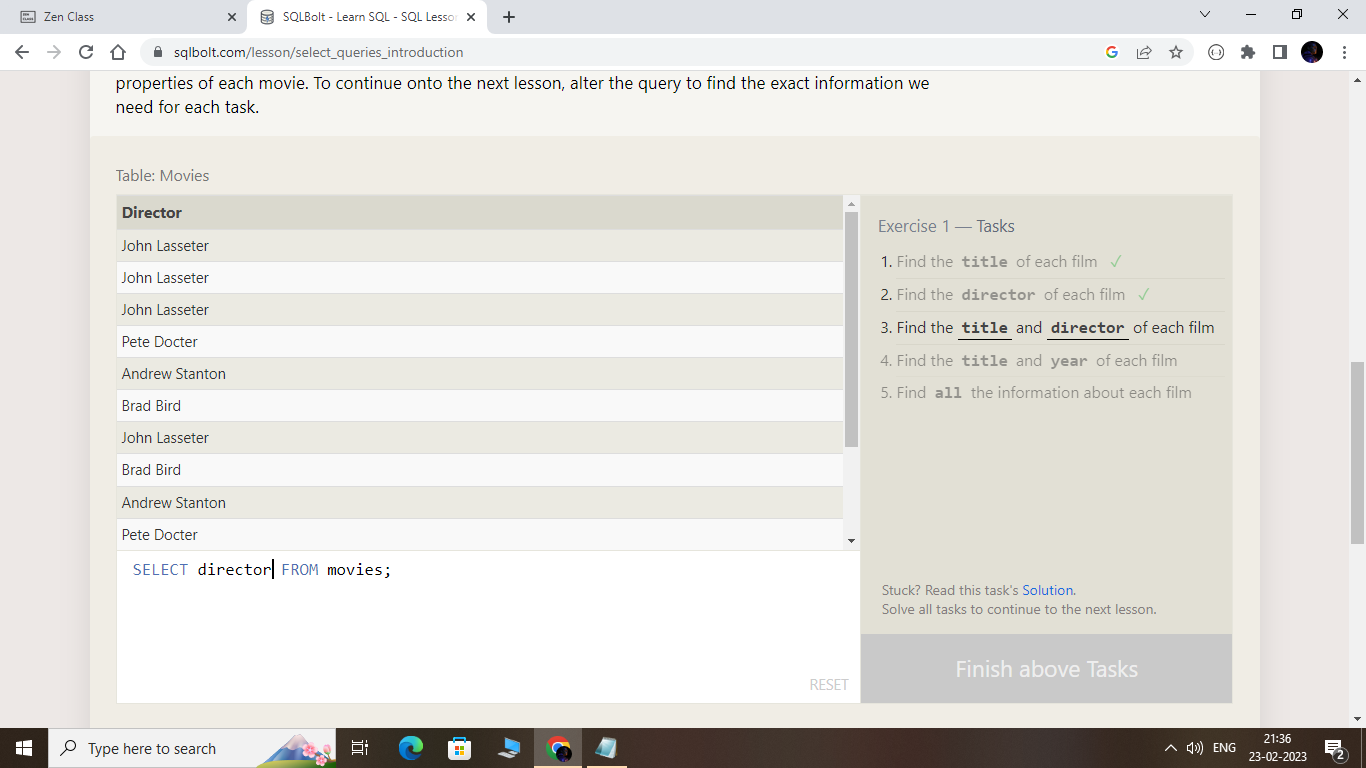 Zen Class
SQLBolt - Learn SQL - SQL Lesson
sqlbolt.com/lesson/select_queries_introduction
properties of each movie. To continue onto the next lesson, alter the query to find the exact information we
need for each task.
Table: Movies
Director
John Lasseter
John Lasseter
John Lasseter
Pete Docter
Andrew Stanton
Brad Bird
John Lasseter
Brad Bird
Andrew Stanton
Pete Docter
SELECT director FROM movies;
RESET
Exercise 1 — Tasks
1. Find the title of each film ✓
2. Find the director of each film ✓
3. Find the title and director of each film
4. Find the title and year of each film
5. Find all the information about each film
Stuck? Read this task's Solution.
Solve all tasks to continue to the next lesson.
Finish above Tasks
Type here to search
ENG
21:36
23-02-2023
2